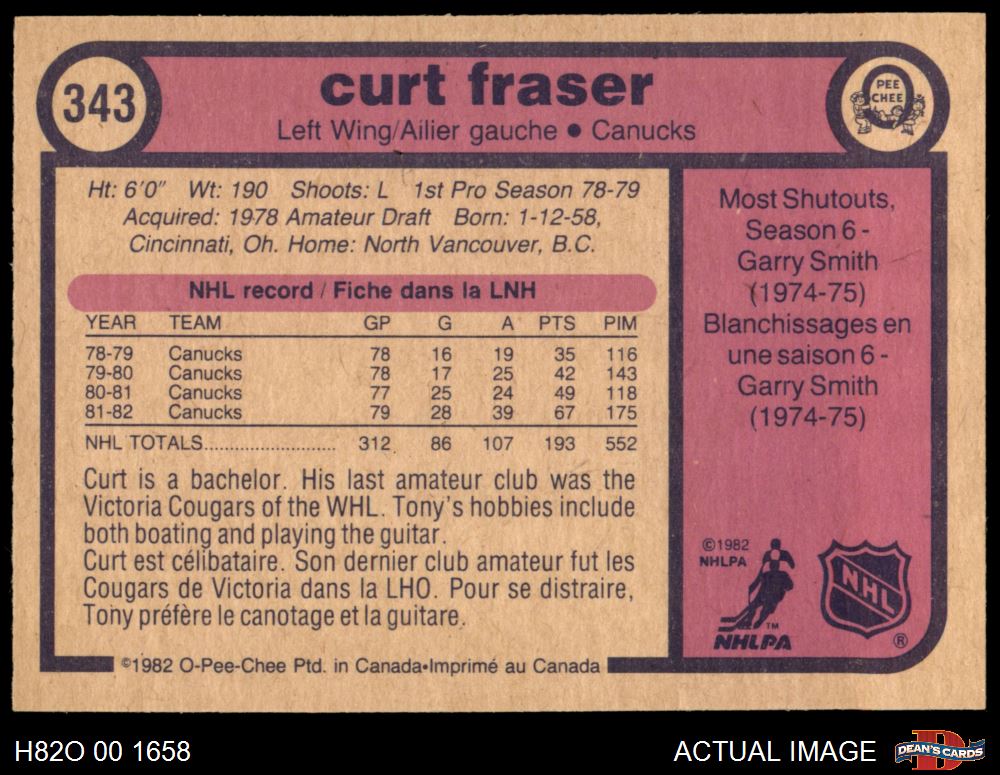 343
curt fraser
Left Wing/Ailier gauche ● Canucks
O PEE CHEE
Ht: 6'0" Wt: 190 Shoots: L 1st Pro Season 78-79
Acquired: 1978 Amateur Draft Born: 1-12-58,
Cincinnati, Oh. Home: North Vancouver, B.C.
NHL record / Fiche dans la LNH
YEAR TEAM GP G A PTS PIM
78-79 Canucks 78 16 19 35 116
79-80 Canucks 78 17 25 42 143
80-81 Canucks 77 25 24 49 118
81-82 Canucks 79 28 39 67 175
NHL TOTALS........................ 312 86 107 193 552
Curt is a bachelor. His last amateur club was the
Victoria Cougars of the WHL. Tony's hobbies include
both boating and playing the guitar.
Curt est célibataire. Son dernier club amateur fut les
Cougars de Victoria dans la LHO. Pour se distraire,
Tony préfère le canotage et la guitare.
Most Shutouts,
Season 6 -
Garry Smith
(1974-75)
Blanchissages en
une saison 6 -
Garry Smith
(1974-75)
©1982
NHLPA
TM
NHLPA
NHL
®
©1982 O-Pee-Chee Ptd. in Canada•Imprimé au Canada
H82O 00 1658
ACTUAL IMAGE
D
DEAN'S CARDS